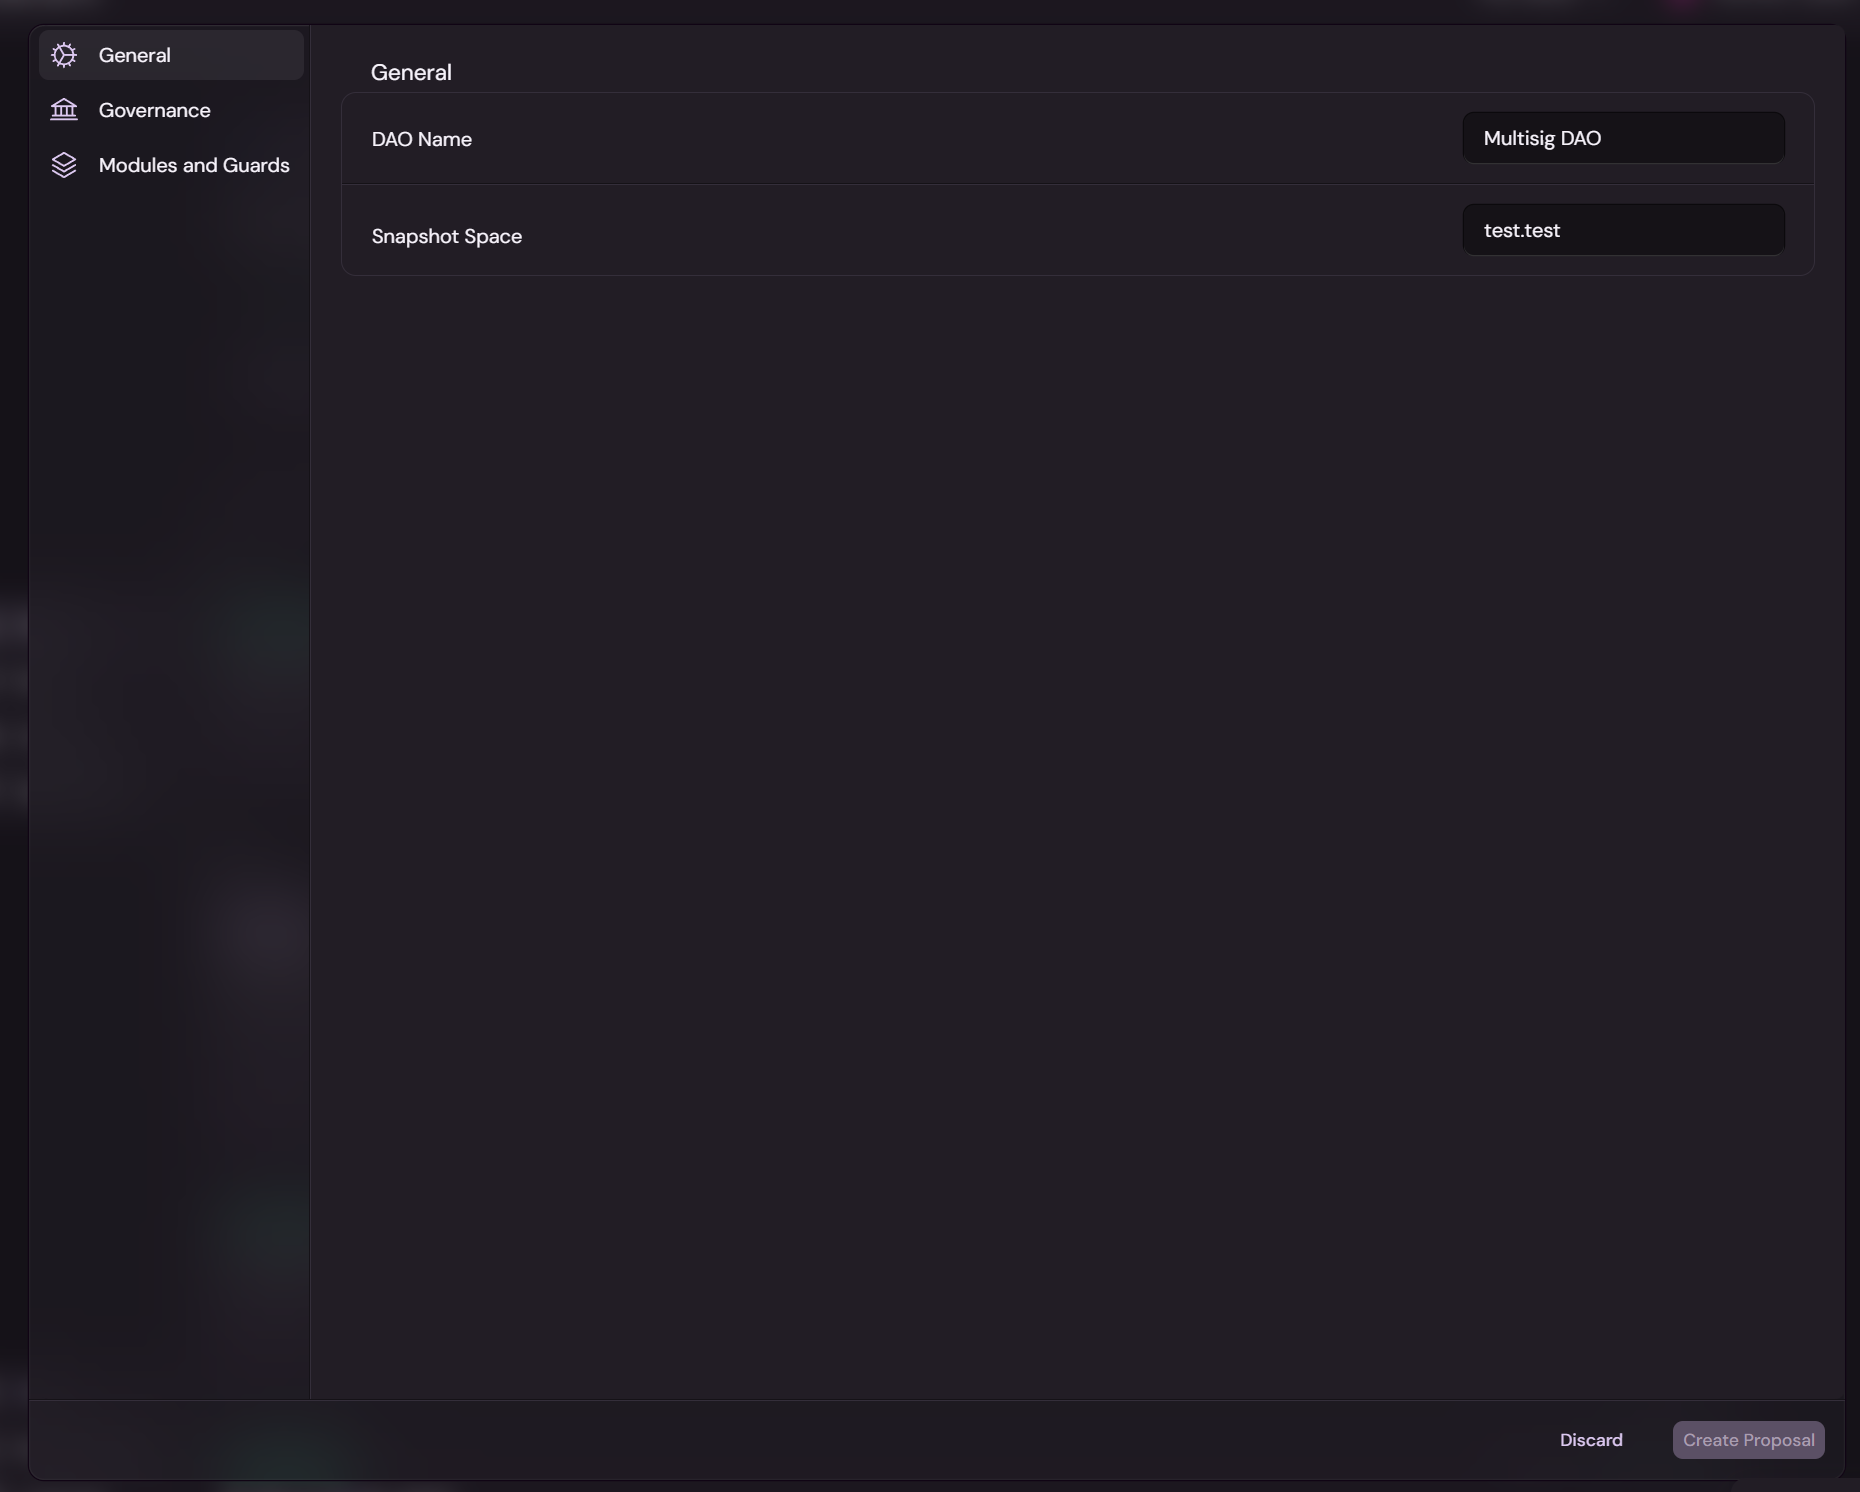 General
Governance
Modules and Guards
General
DAO Name
Multisig DAO
Snapshot Space
test.test
Discard
Create Proposal